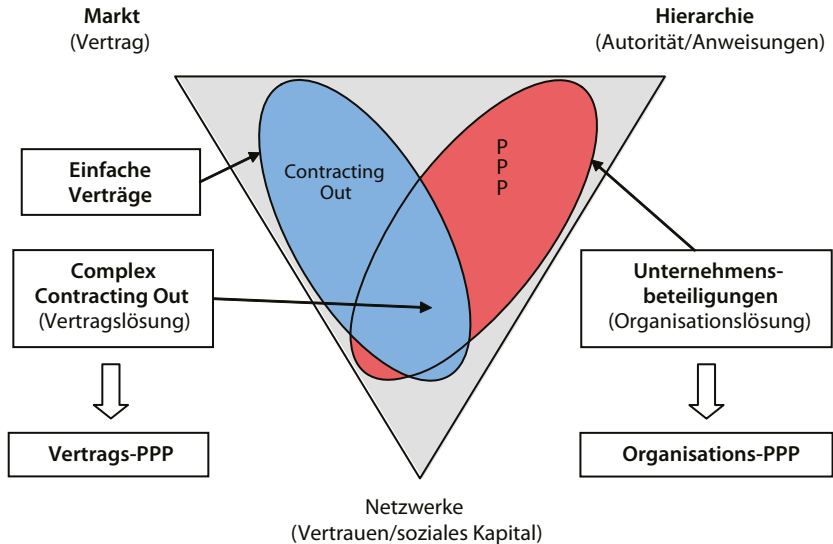 Markt
(Vertrag)
Hierarchie
(Autorität/Anweisungen)
Einfache
Verträge
Contracting
Out
P
P
P
Complex
Contracting Out
(Vertragslösung)
Unternehmens-
beteiligungen
(Organisationslösung)
Vertrags-PPP
Organisations-PPP
Netzwerke
(Vertrauen/soziales Kapital)